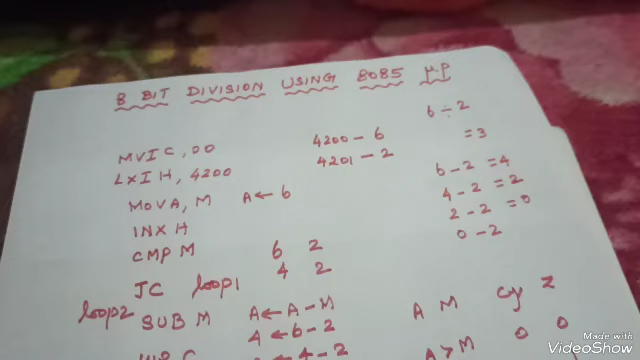 8 BIT DIVISION USING 8085 μP
6 ÷ 2
= 3
MVI C, 00
4200 - 6
LXI H, 4200
4201 - 2
MOV A, M A ← 6
6 - 2 = 4
INX H
4 - 2 = 2
CMP M 6 2
2 - 2 = 0
4 2
0 - 2
JC loop1
loop2 SUB M A ← A - M
A M Cy Z
A ← 6 - 2
A > M 0 0
← 4 - 2
Made with
VideoShow